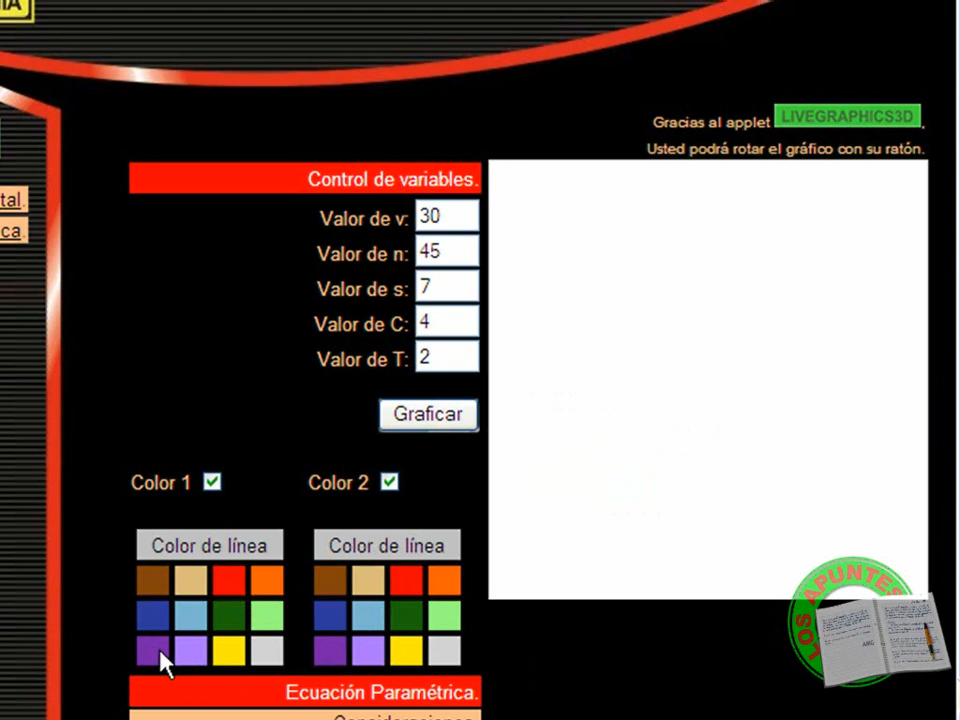 Gracias al applet LIVEGRAPHICS3D.
Usted podrá rotar el gráfico con su ratón.
tal.
ca.
Control de variables.
Valor de v: 30
Valor de n: 45
Valor de s: 7
Valor de C: 4
Valor de T: 2
Graficar
Color 1
Color 2
Color de línea
Color de línea
LOS APUNTES
Ecuación Paramétrica.